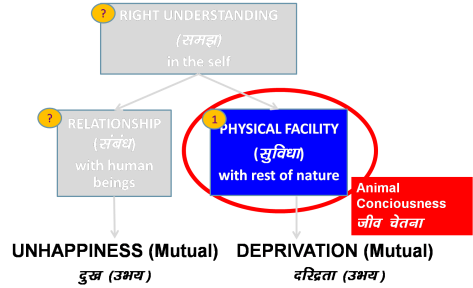 ?
RIGHT UNDERSTANDING
(समझ)
in the self
?
RELATIONSHIP
(संबंध)
with human
beings
1
PHYSICAL FACILITY
(सुविधा)
with rest of nature
Animal
Conciousness
जीव चेतना
UNHAPPINESS (Mutual)
दुख (उभय)
DEPRIVATION (Mutual)
दरिद्रता (उभय)